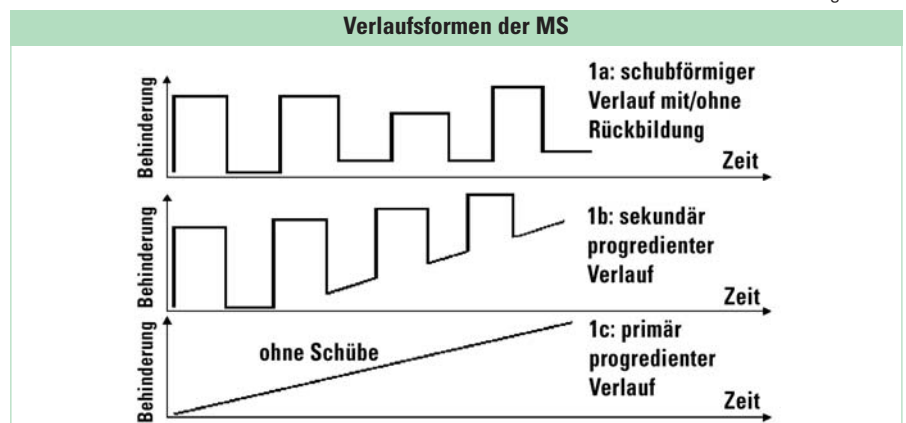 Verlaufsformen der MS
Behinderung
1a: schubförmiger
Verlauf mit/ohne
Rückbildung
Zeit
Behinderung
1b: sekundär
progredienter
Verlauf
Zeit
Behinderung
ohne Schübe
1c: primär
progredienter
Verlauf
Zeit